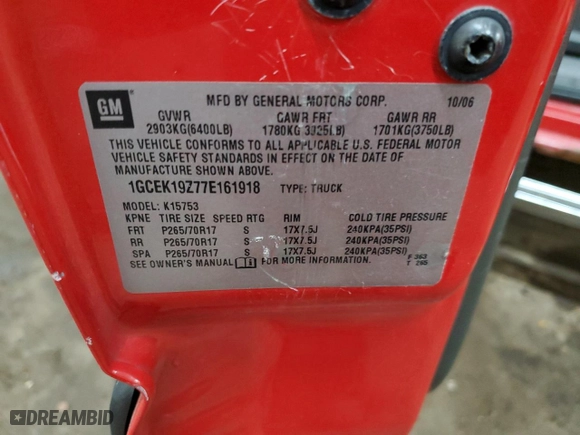 GM
MFD BY GENERAL MOTORS CORP. 10/06
GVWR GAWR FRT GAWR RR
2903KG(6400LB) 1780KG(3925LB) 1701KG(3750LB)
THIS VEHICLE CONFORMS TO ALL APPLICABLE U.S. FEDERAL MOTOR
VEHICLE SAFETY STANDARDS IN EFFECT ON THE DATE OF
MANUFACTURE SHOWN ABOVE.
1GCEK19Z77E161918 TYPE: TRUCK
MODEL: K15753
KPNE TIRE SIZE SPEED RTG RIM COLD TIRE PRESSURE
FRT P265/70R17 S 17X7.5J 240KPA(35PSI)
RR P265/70R17 S 17X7.5J 240KPA(35PSI)
SPA P265/70R17 S 17X7.5J 240KPA(35PSI)
SEE OWNER'S MANUAL FOR MORE INFORMATION. F 363
T 265
DREAMBID